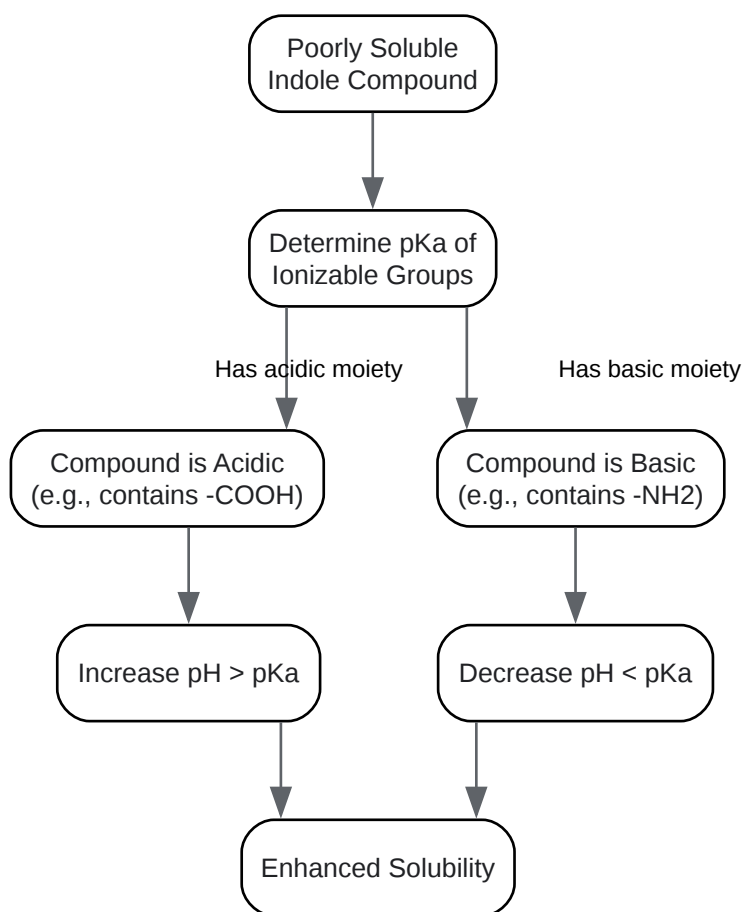 Poorly Soluble
Indole Compound
Determine pKa of
Ionizable Groups
Has acidic moiety
Has basic moiety
Compound is Acidic
(e.g., contains -COOH)
Compound is Basic
(e.g., contains -NH2)
Increase pH > pKa
Decrease pH < pKa
Enhanced Solubility